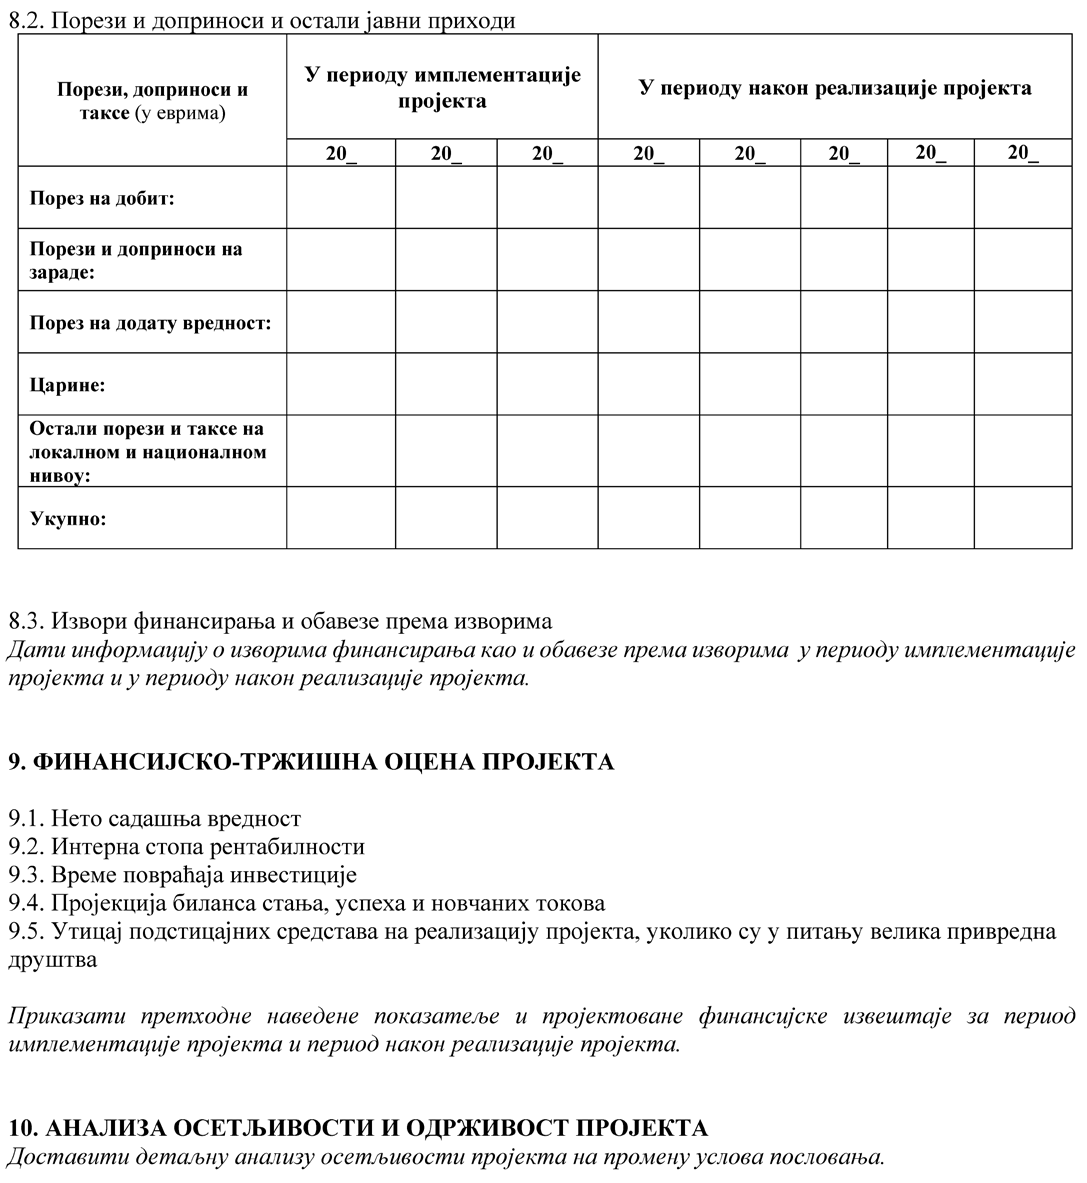 8.2. Порези и доприноси и остали јавни приходи
Порези, доприноси и
таксе (у еврима)
У периоду имплементације
пројекта
У периоду након реализације пројекта
20_ 20_ 20_ 20_ 20_ 20_ 20_ 20_
Порез на добит:
Порези и доприноси на
зараде:
Порез на додату вредност:
Царине:
Остали порези и таксе на
локалном и националном
нивоу:
Укупно:
8.3. Извори финансирања и обавезе према изворима
Дати информацију о изворима финансирања као и обавезе према изворима у периоду имплементације
пројекта и у периоду након реализације пројекта.
9. ФИНАНСИЈСКО-ТРЖИШНА ОЦЕНА ПРОЈЕКТА
9.1. Нето садашња вредност
9.2. Интерна стопа рентабилности
9.3. Време повраћаја инвестиције
9.4. Пројекција биланса стања, успеха и новчаних токова
9.5. Утицај подстицајних средстава на реализацију пројекта, уколико су у питању велика привредна
друштва
Приказати претходне наведене показатеље и пројектоване финансијске извештаје за период
имплементације пројекта и период након реализације пројекта.
10. АНАЛИЗА ОСЕТЉИВОСТИ И ОДРЖИВОСТ ПРОЈЕКТА
Доставити детаљну анализу осетљивости пројекта на промену услова пословања.